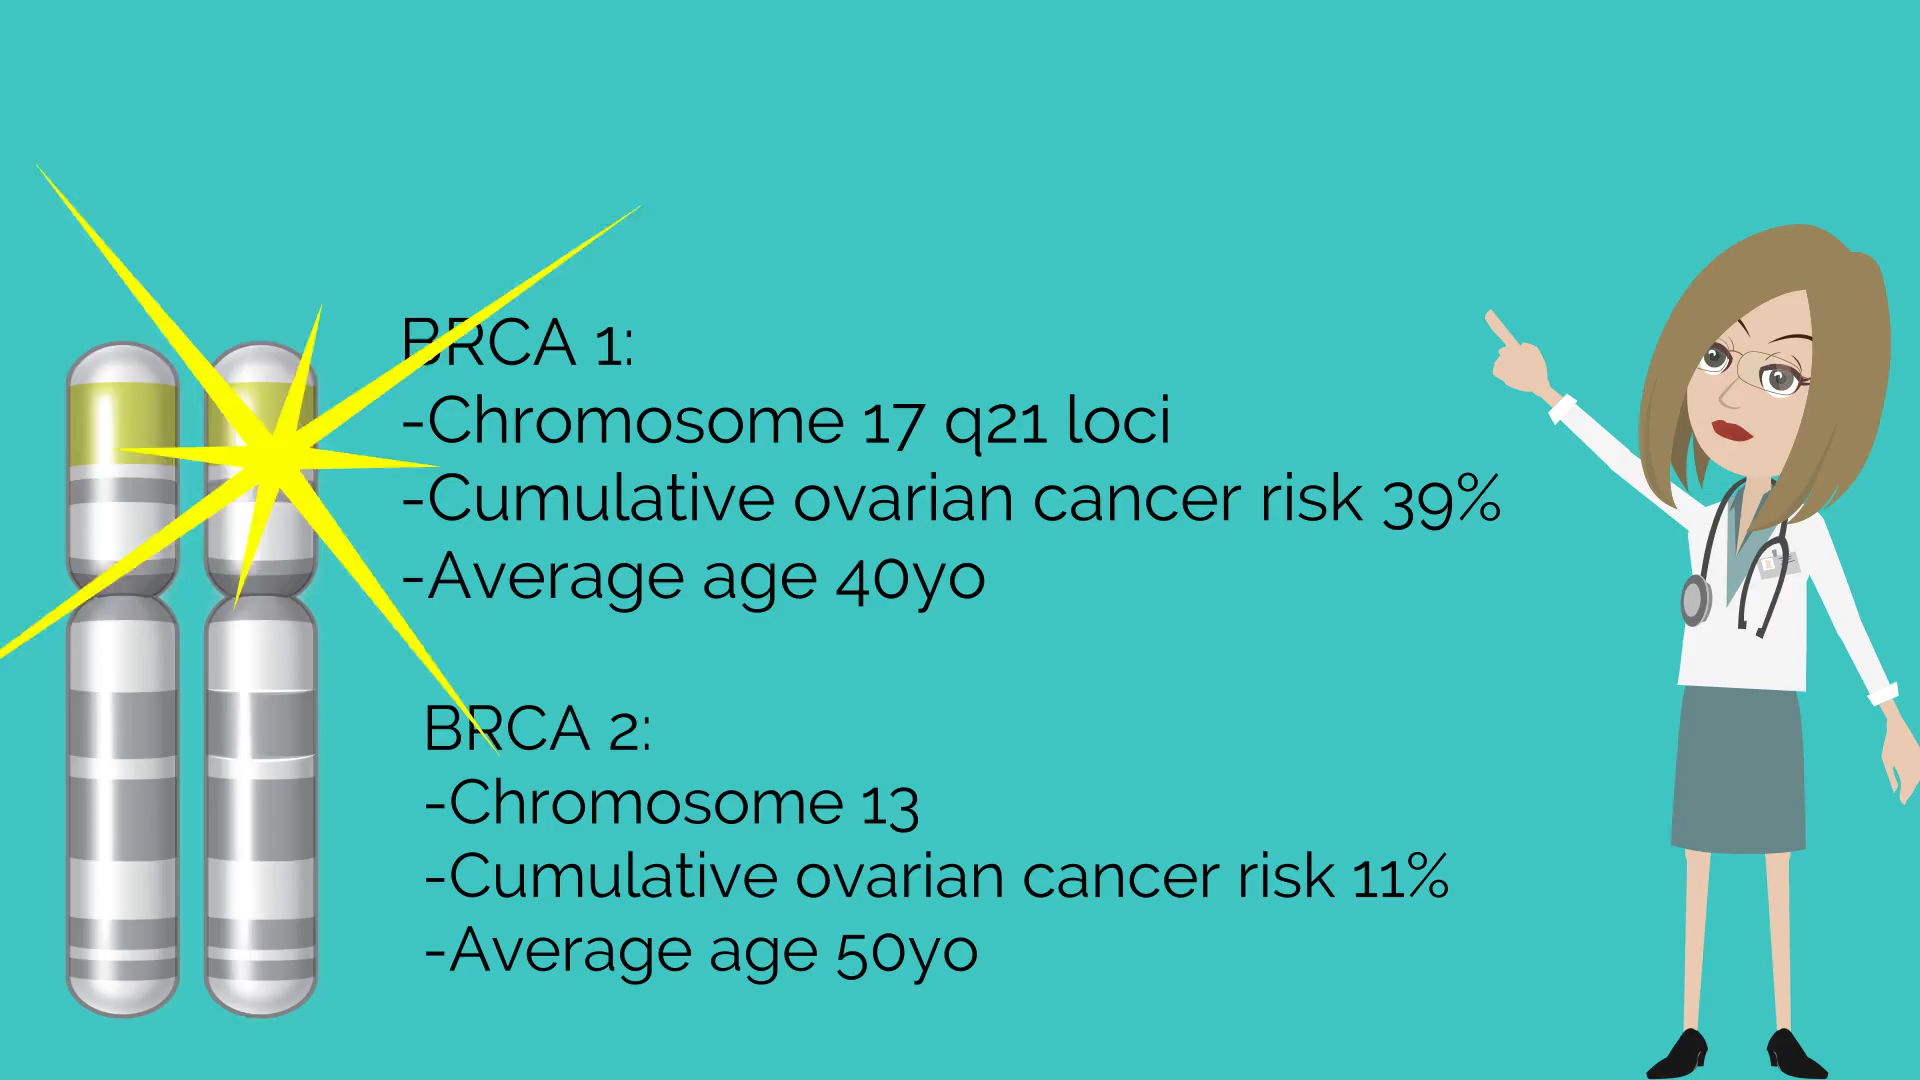 BRCA 1:
-Chromosome 17 q21 loci
-Cumulative ovarian cancer risk 39%
-Average age 40yo
BRCA 2:
-Chromosome 13
-Cumulative ovarian cancer risk 11%
-Average age 50yo